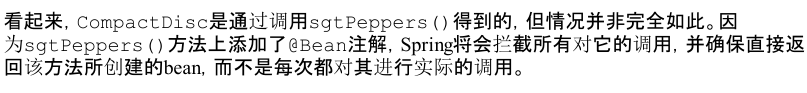 看起来，CompactDisc是通过调用sgtPeppers()得到的，但情况并非完全如此。因
为sgtPeppers()方法上添加了@Bean注解，Spring将会拦截所有对它的调用，并确保直接返
回该方法所创建的bean，而不是每次都对其进行实际的调用。